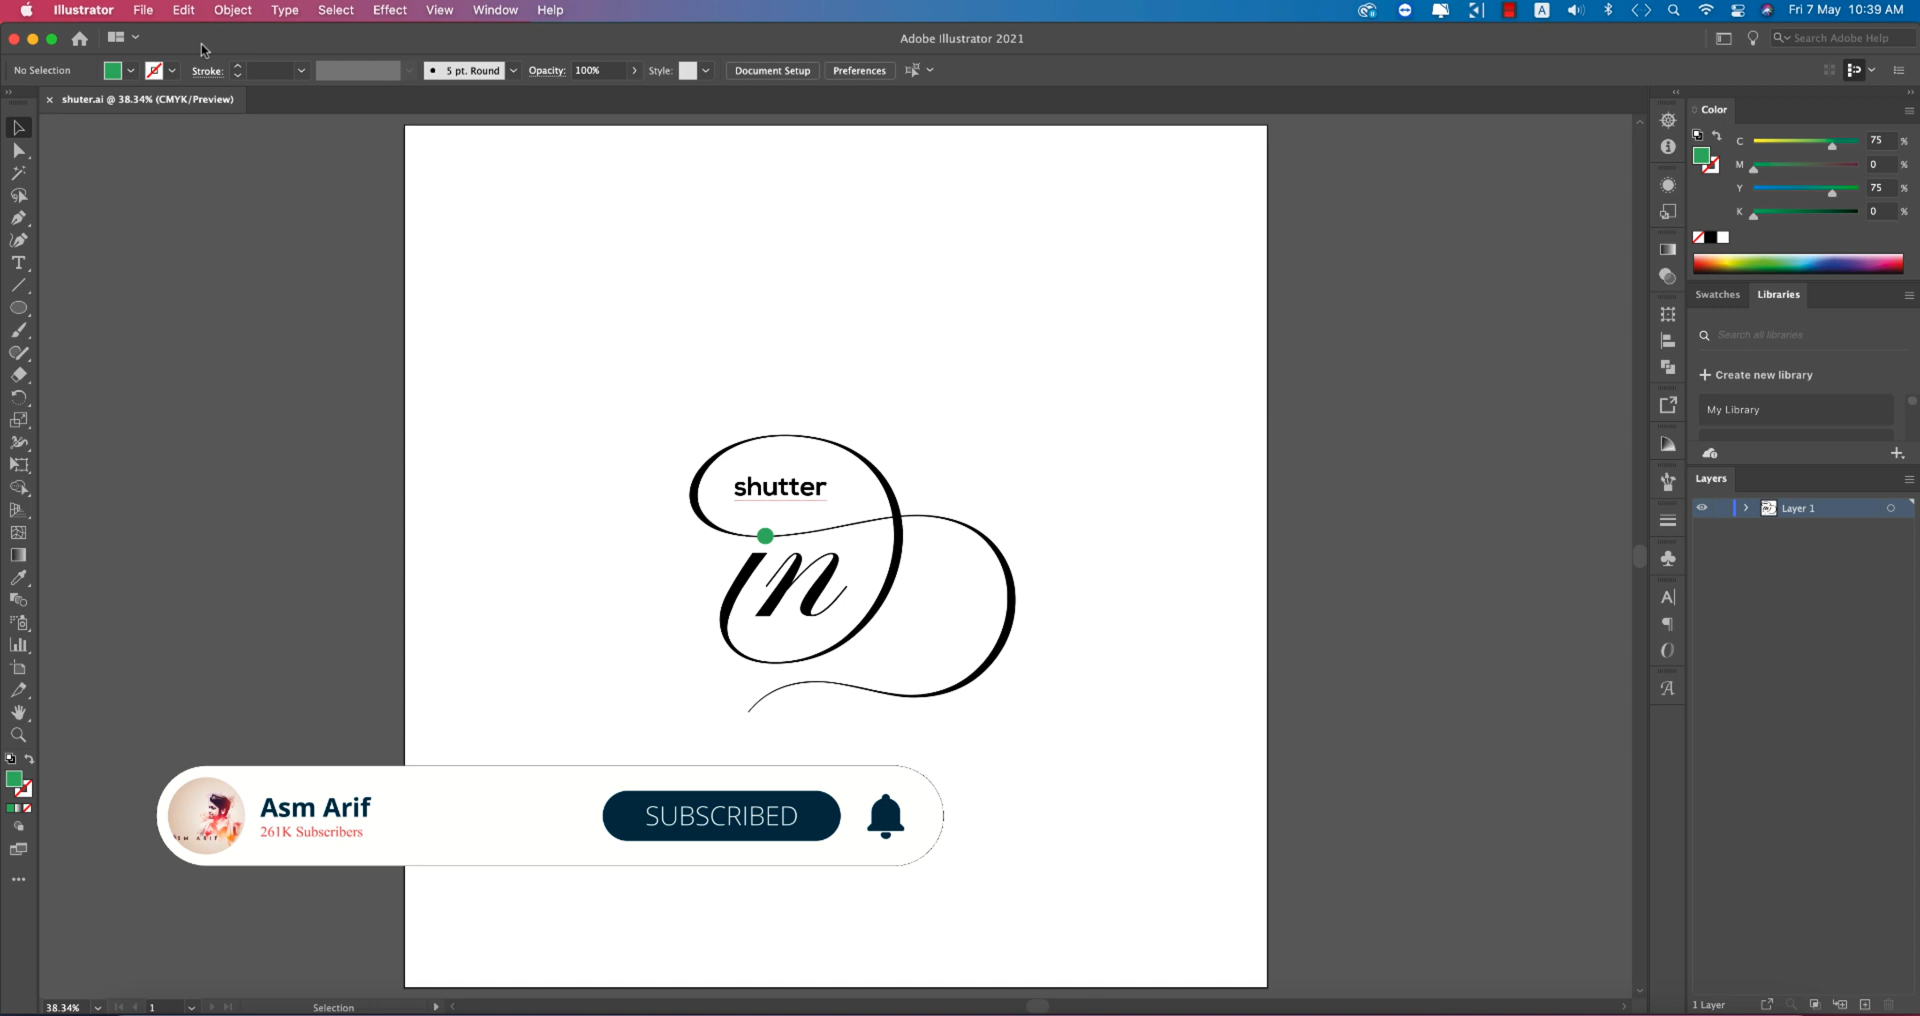 Illustrator File Edit Object Type Select Effect View Window Help
A
Fri 7 May 10:39 AM
Adobe Illustrator 2021
Search Adobe Help
No Selection
Stroke:
5 pt. Round
Opacity: 100%
Style:
Document Setup
Preferences
shuter.ai @ 38.34% (CMYK/Preview)
Color
C 75 %
M 0 %
Y 75 %
K 0 %
Swatches Libraries
Search all libraries
Create new library
My Library
Layers
Layer 1
shutter
in
Asm Arif
261K Subscribers
SUBSCRIBED
38.34%
1
Selection
1 Layer